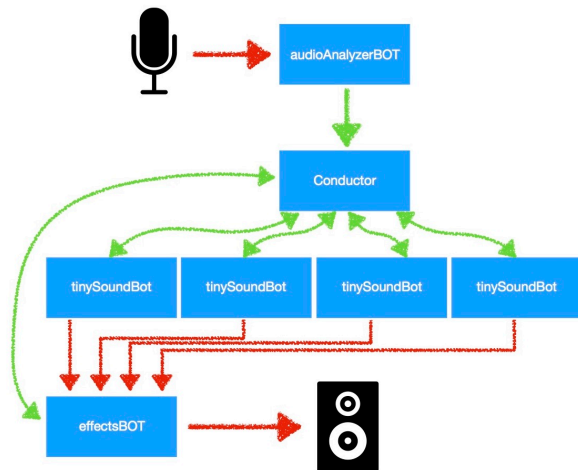 audioAnalyzerBOT
Conductor
tinySoundBot
tinySoundBot
tinySoundBot
tinySoundBot
effectsBOT